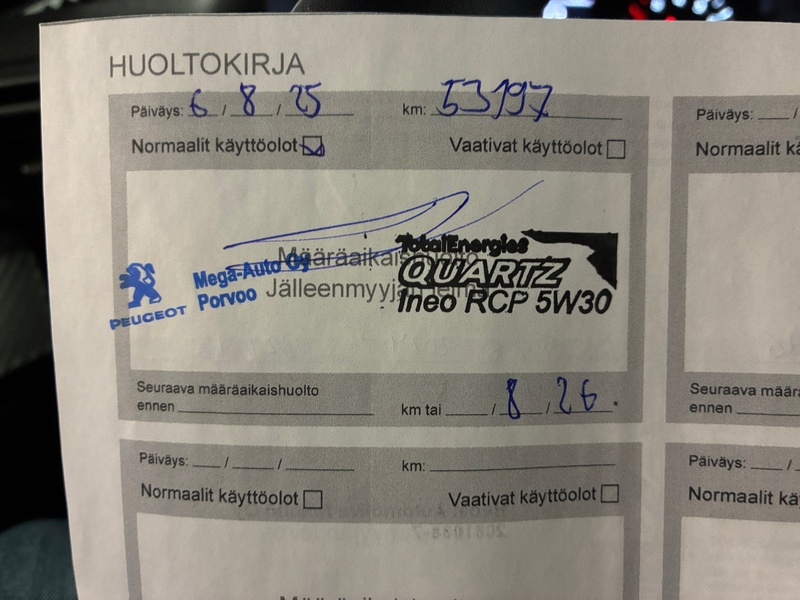 HUOLTOKIRJA
Päiväys: 6 / 8 / 25 km: 53197
Päiväys: /
Normaalit käyttöolot Vaativat käyttöolot
Normaalit kä
TotalEnergies
Määräaikaishuolto
QUARTZ
Mega-Auto Oy
Jälleenmyyjän leima
Porvoo
Ineo RCP 5W30
PEUGEOT
Seuraava määräaikaishuolto
ennen km tai / 8 / 26.
Seuraava määrä
ennen
Päiväys: / / km:
Päiväys: /
Normaalit käyttöolot Vaativat käyttöolot
Normaalit kä